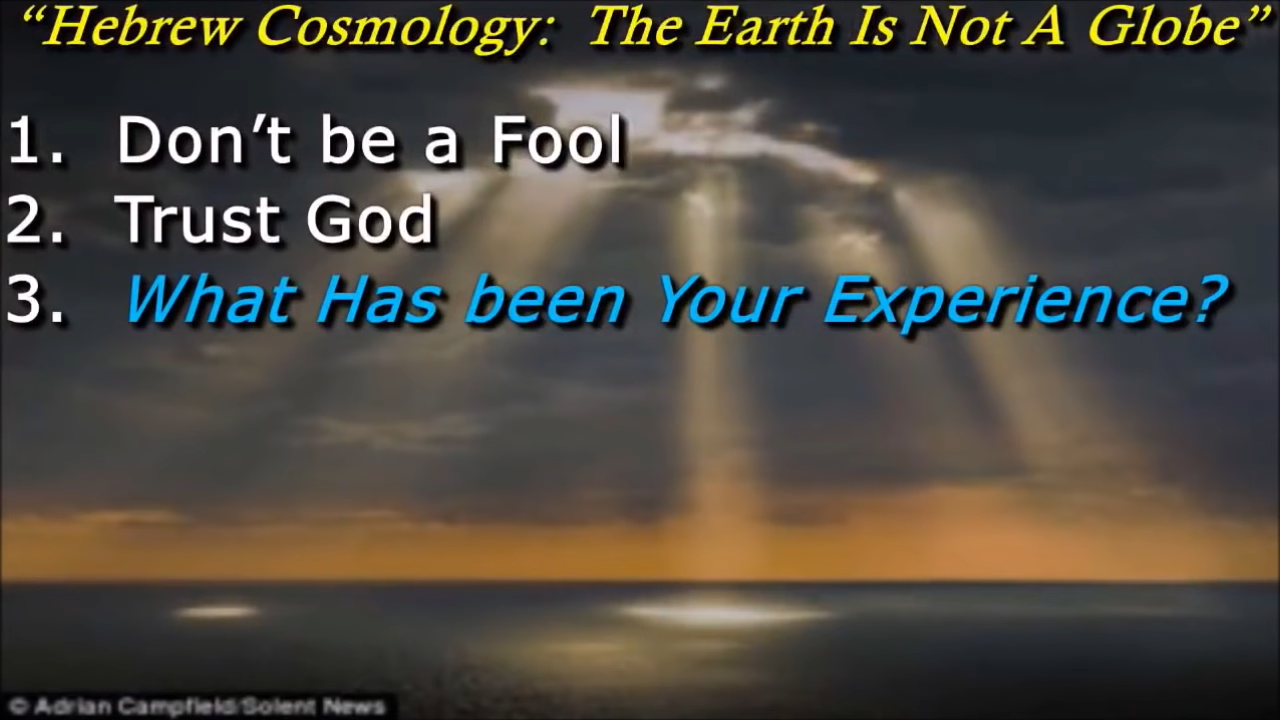 “Hebrew Cosmology: The Earth Is Not A Globe”
1. Don’t be a Fool
2. Trust God
3. What Has been Your Experience?
© Adrian Campfield/Solent News